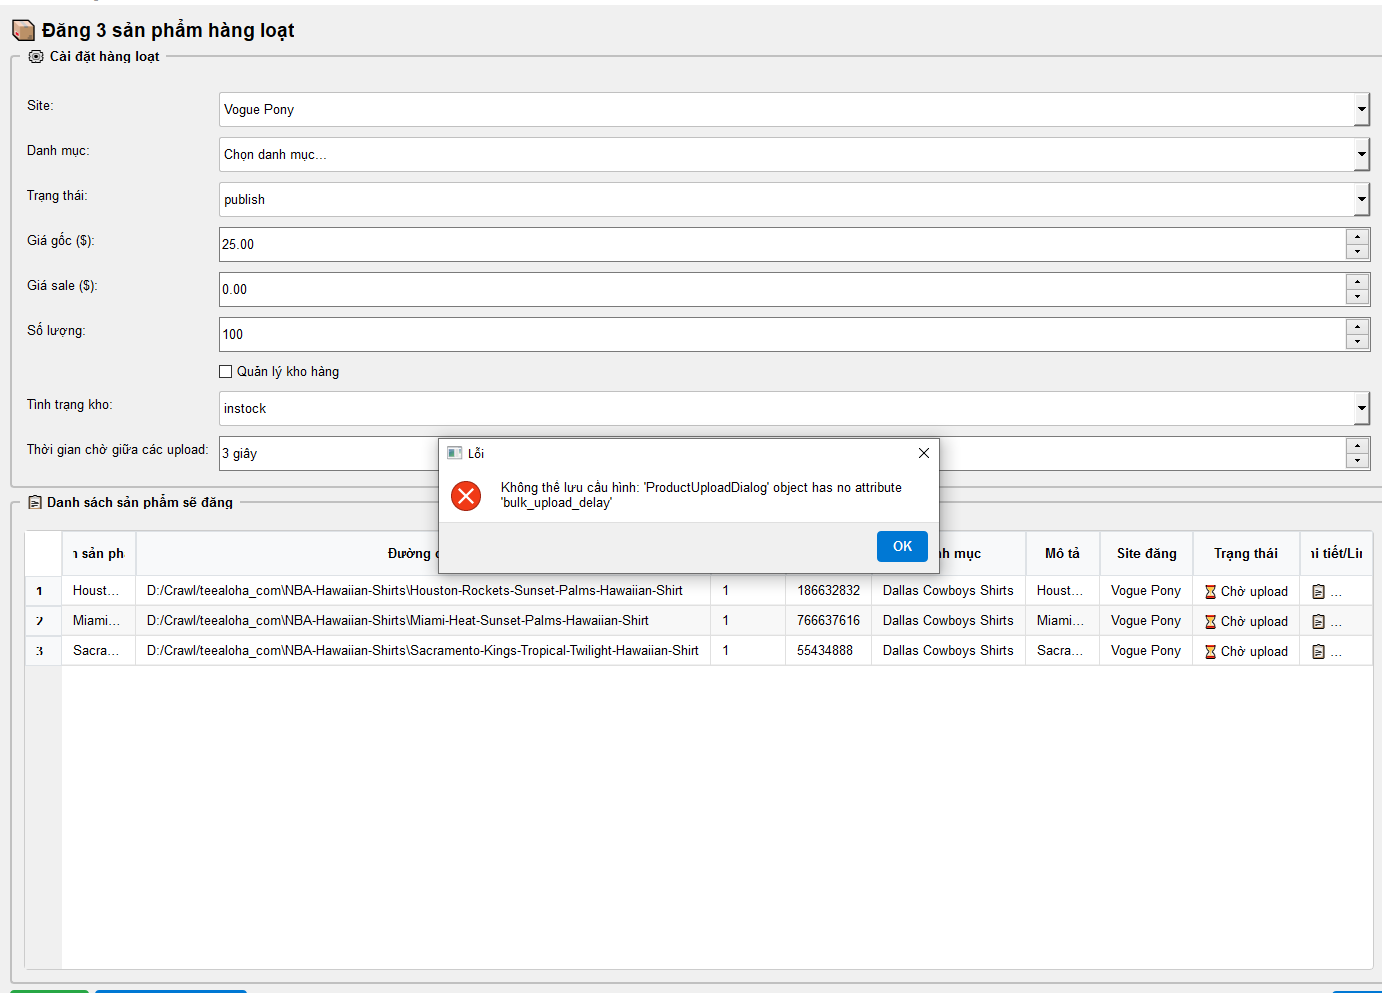 Đăng 3 sản phẩm hàng loạt
Cài đặt hàng loạt
Site:
Vogue Pony
Danh mục:
Chọn danh mục...
Trạng thái:
publish
Giá gốc ($):
25.00
Giá sale ($):
0.00
Số lượng:
100
Quản lý kho hàng
Tình trạng kho:
instock
Thời gian chờ giữa các upload:
3 giây
Lỗi
Không thể lưu cấu hình: 'ProductUploadDialog' object has no attribute
'bulk_upload_delay'
OK
Danh sách sản phẩm sẽ đăng
sản ph Đường mục Mô tả Site đăng Trạng thái tiết/Lin
1 Houst... D:/Crawl/teealoha_com\NBA-Hawaiian-Shirts\Houston-Rockets-Sunset-Palms-Hawaiian-Shirt 1 186632832 Dallas Cowboys Shirts Houst... Vogue Pony Chờ upload ...
2 Miami... D:/Crawl/teealoha_com\NBA-Hawaiian-Shirts\Miami-Heat-Sunset-Palms-Hawaiian-Shirt 1 766637616 Dallas Cowboys Shirts Miami... Vogue Pony Chờ upload ...
3 Sacra... D:/Crawl/teealoha_com\NBA-Hawaiian-Shirts\Sacramento-Kings-Tropical-Twilight-Hawaiian-Shirt 1 55434888 Dallas Cowboys Shirts Sacra... Vogue Pony Chờ upload ...